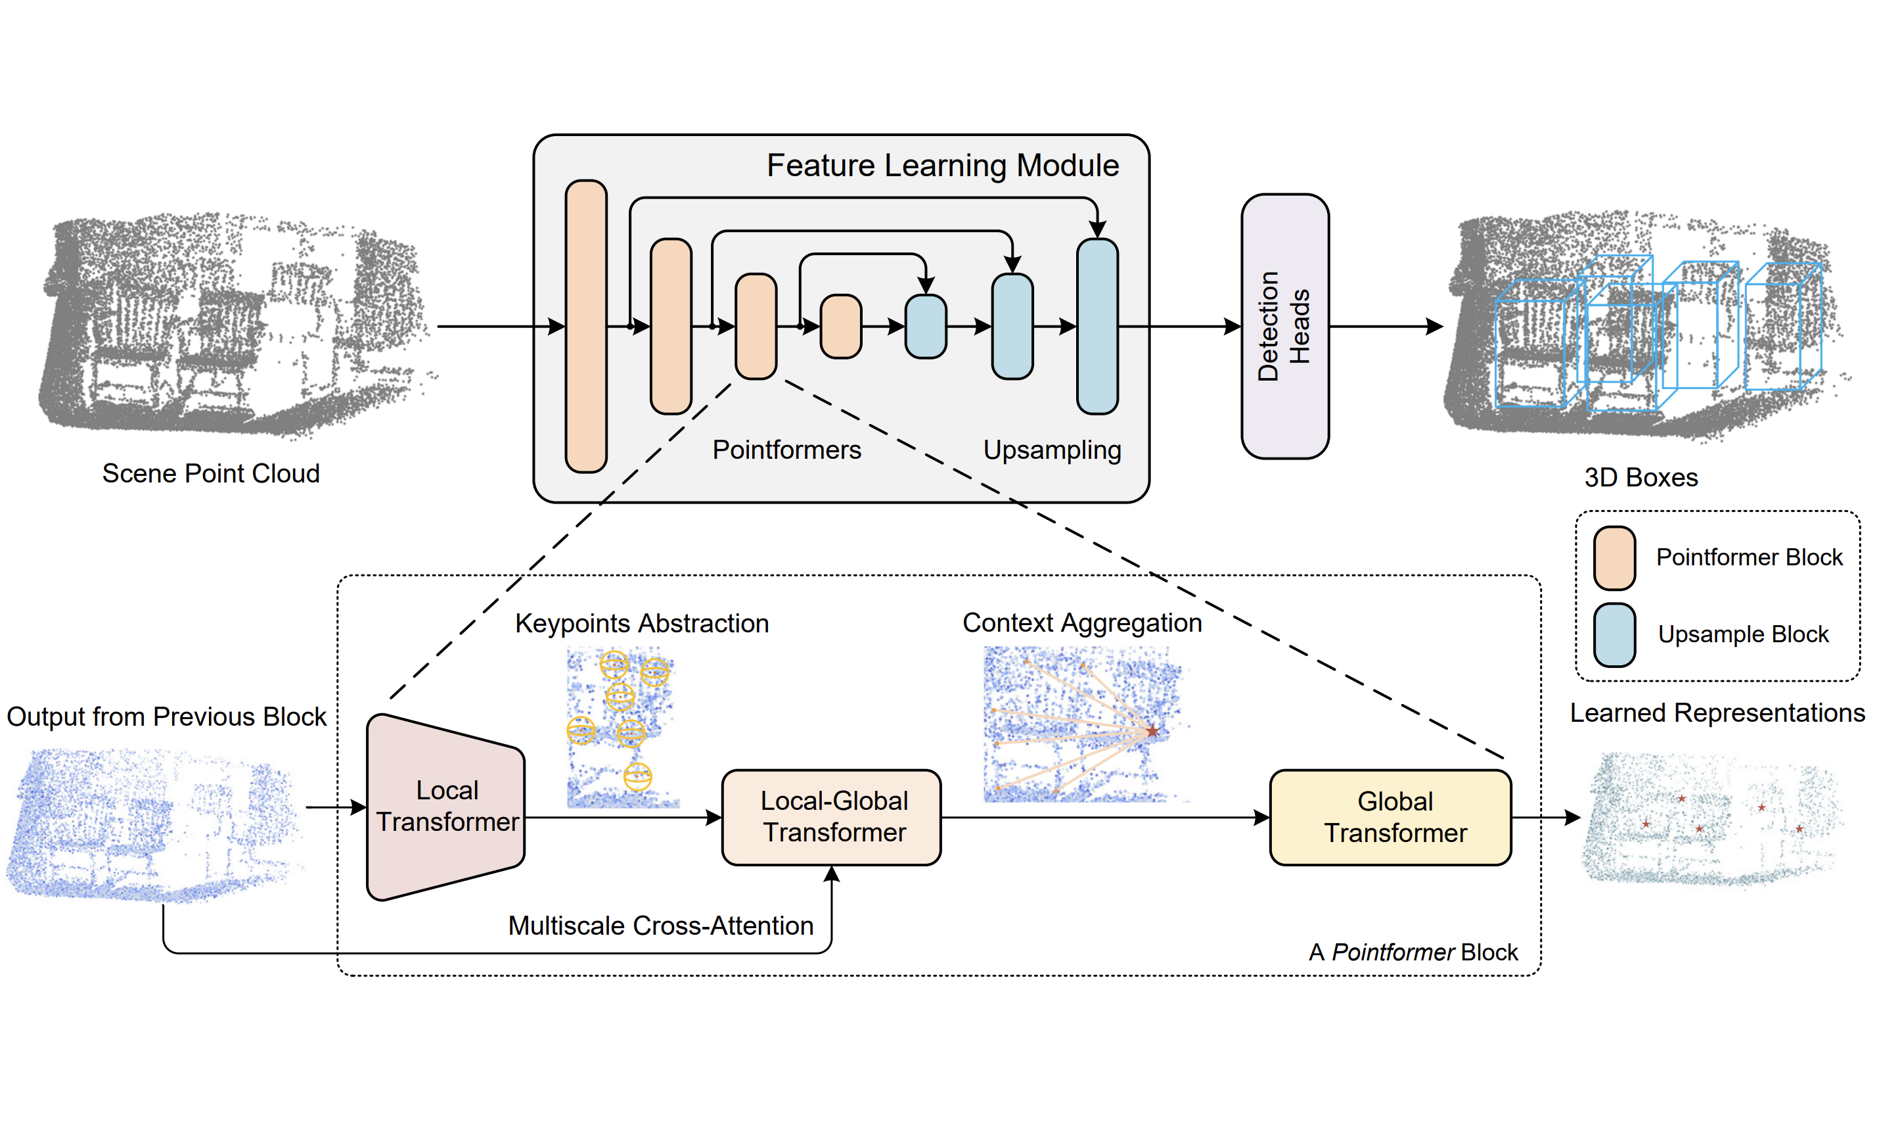 Feature Learning Module
Pointformers
Upsampling
Detection
Heads
Scene Point Cloud
3D Boxes
Pointformer Block
Upsample Block
Keypoints Abstraction
Context Aggregation
Output from Previous Block
Learned Representations
Local
Transformer
Local-Global
Transformer
Global
Transformer
Multiscale Cross-Attention
A Pointformer Block